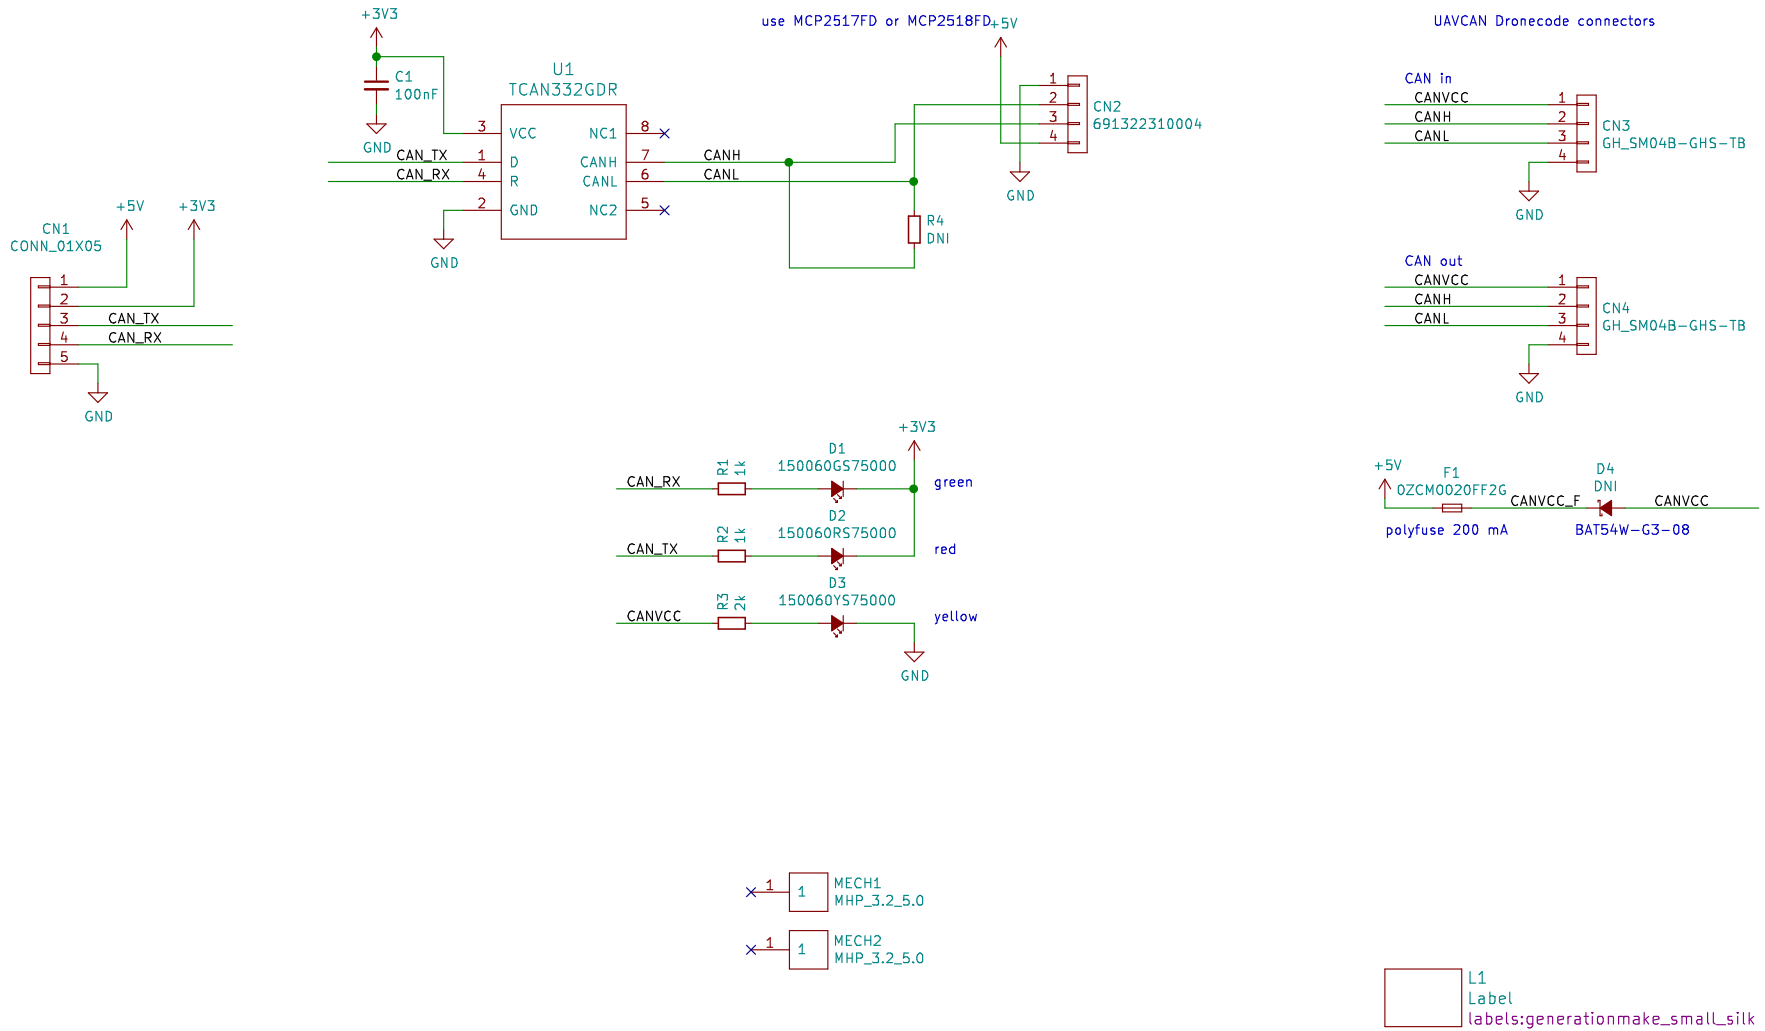 +3V3
C1
100nF
GND
use MCP2517FD or MCP2518FD
+5V
UAVCAN Dronecode connectors
U1
TCAN332GDR
3 VCC NC1 8
CAN_TX 1 D CANH 7 CANH
CAN_RX 4 R CANL 6 CANL
2 GND NC2 5
GND
1
2
3
4
CN2
691322310004
GND
R4
DNI
CAN in
CANVCC 1
CANH 2
CANL 3
4
CN3
GH_SM04B-GHS-TB
GND
CN1
CONN_01X05
+5V
+3V3
1
2
CAN_TX 3
CAN_RX 4
5
GND
CAN out
CANVCC 1
CANH 2
CANL 3
4
CN4
GH_SM04B-GHS-TB
GND
+3V3
CAN_RX
R1
1k
D1
150060GS75000
green
CAN_TX
R2
1k
D2
150060RS75000
red
CANVCC
R3
2k
D3
150060YS75000
yellow
GND
+5V
F1
0ZCM0020FF2G
CANVCC_F
D4
DNI
CANVCC
polyfuse 200 mA
BAT54W-G3-08
1 1
MECH1
MHP_3.2_5.0
1 1
MECH2
MHP_3.2_5.0
L1
Label
labels:generationmake_small_silk